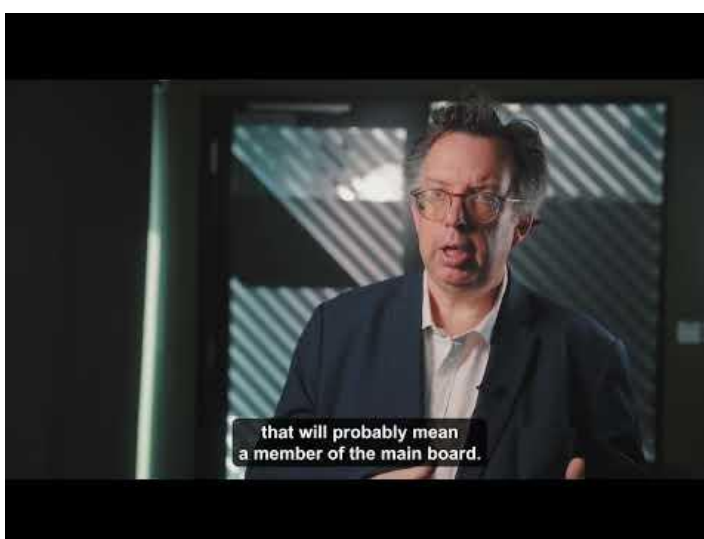 that will probably mean
a member of the main board.